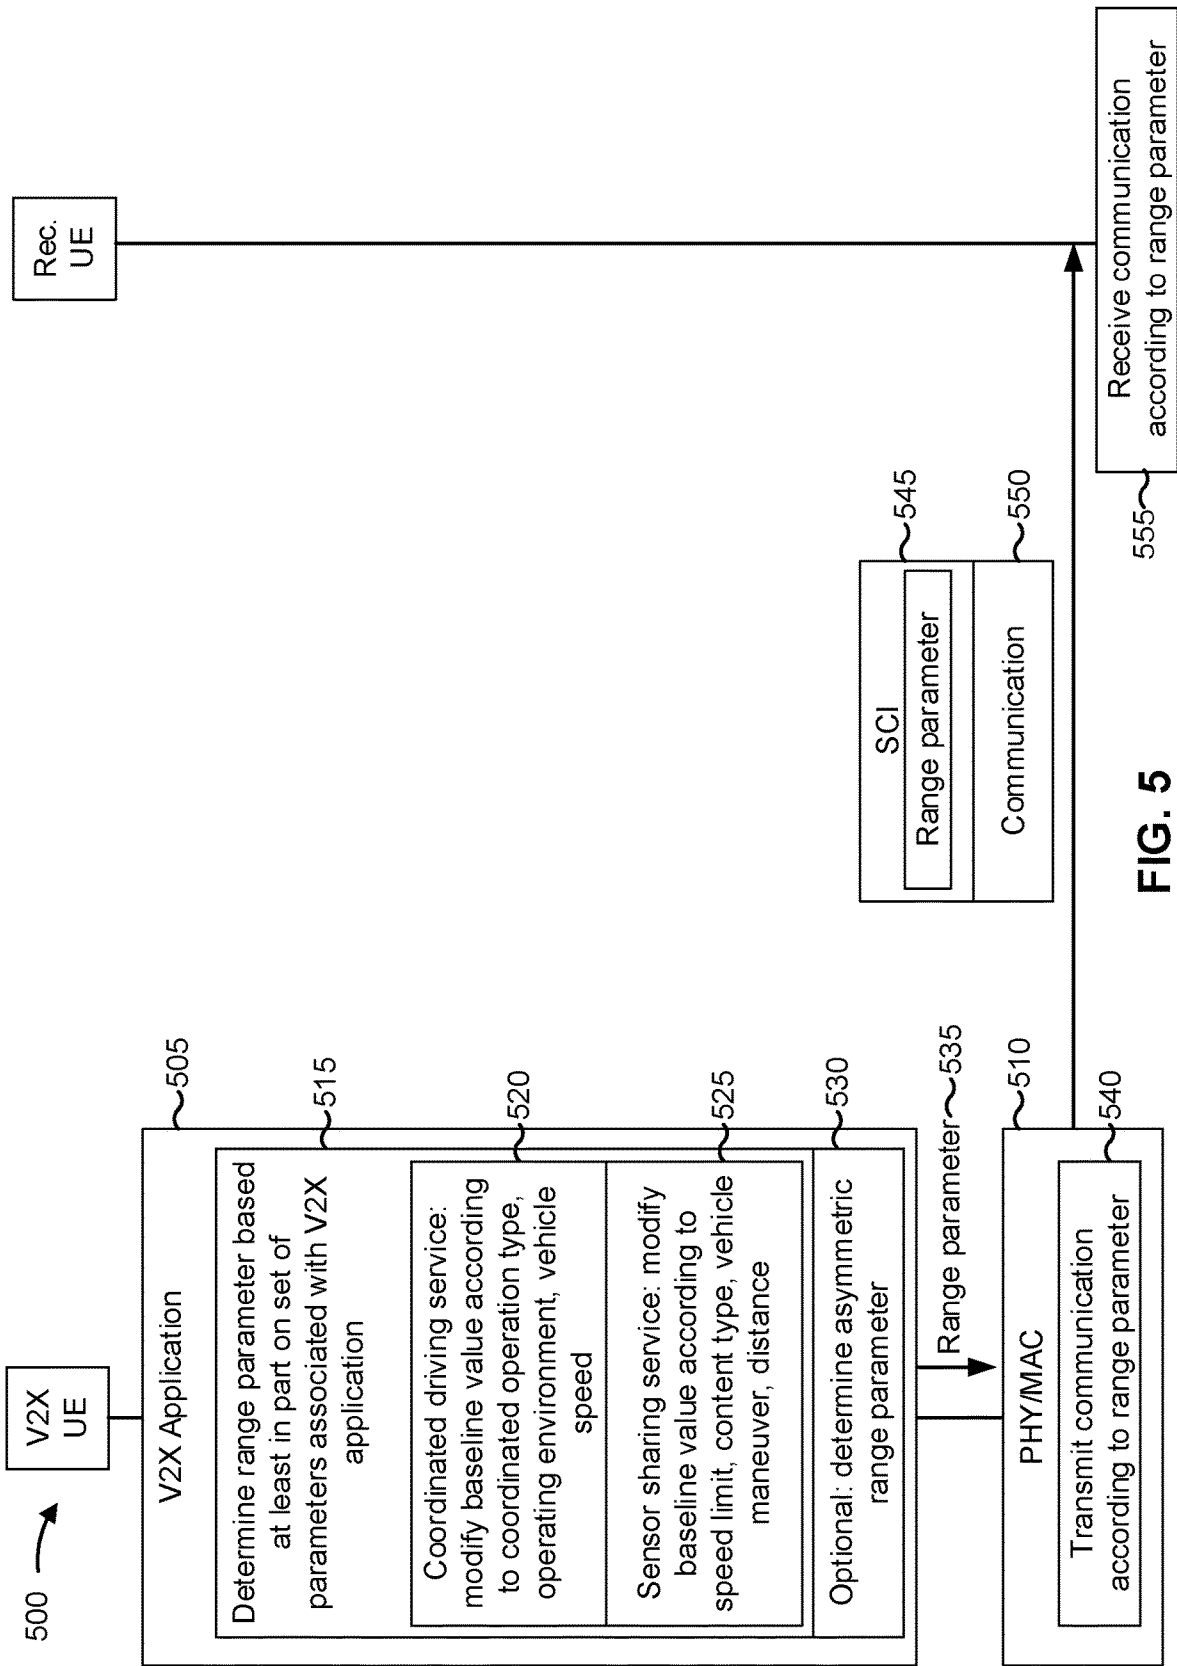 500
V2X
UE
Rec.
UE
V2X Application
505
Determine range parameter based
at least in part on set of
parameters associated with V2X
application
515
Coordinated driving service:
modify baseline value according
to coordinated operation type,
operating environment, vehicle
speed
520
Sensor sharing service: modify
baseline value according to
speed limit, content type, vehicle
maneuver, distance
525
Optional: determine asymmetric
range parameter
530
Range parameter
535
PHY/MAC
510
Transmit communication
according to range parameter
540
SCI
Range parameter
545
Communication
550
Receive communication
according to range parameter
555
FIG. 5